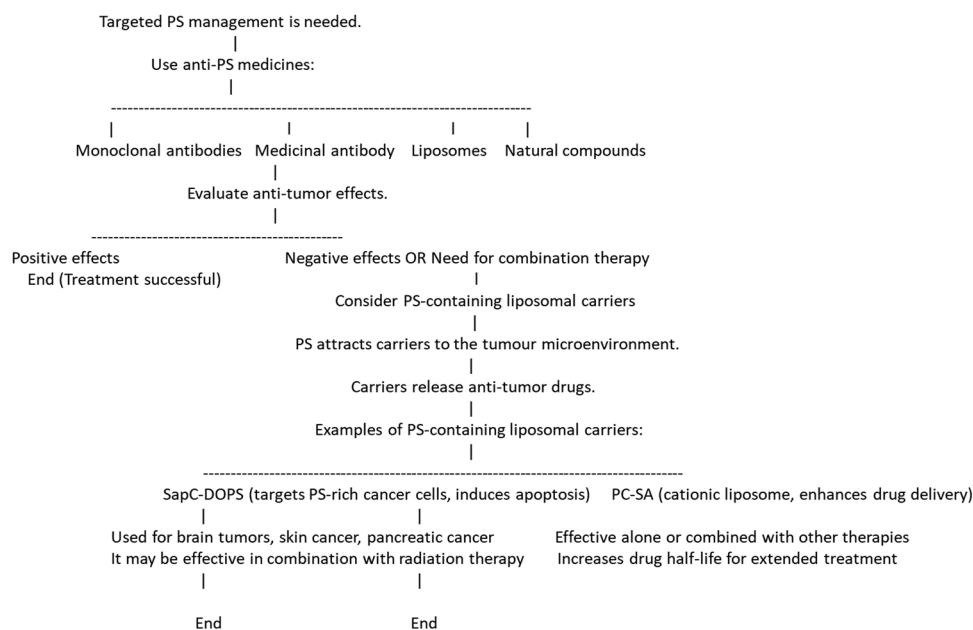 Targeted PS management is needed.
Use anti-PS medicines:
Monoclonal antibodies Medicinal antibody Liposomes Natural compounds
Evaluate anti-tumor effects.
Positive effects Negative effects OR Need for combination therapy
End (Treatment successful)
Consider PS-containing liposomal carriers
PS attracts carriers to the tumour microenvironment.
Carriers release anti-tumor drugs.
Examples of PS-containing liposomal carriers:
SapC-DOPS (targets PS-rich cancer cells, induces apoptosis) PC-SA (cationic liposome, enhances drug delivery)
Used for brain tumors, skin cancer, pancreatic cancer Effective alone or combined with other therapies
It may be effective in combination with radiation therapy Increases drug half-life for extended treatment
End End